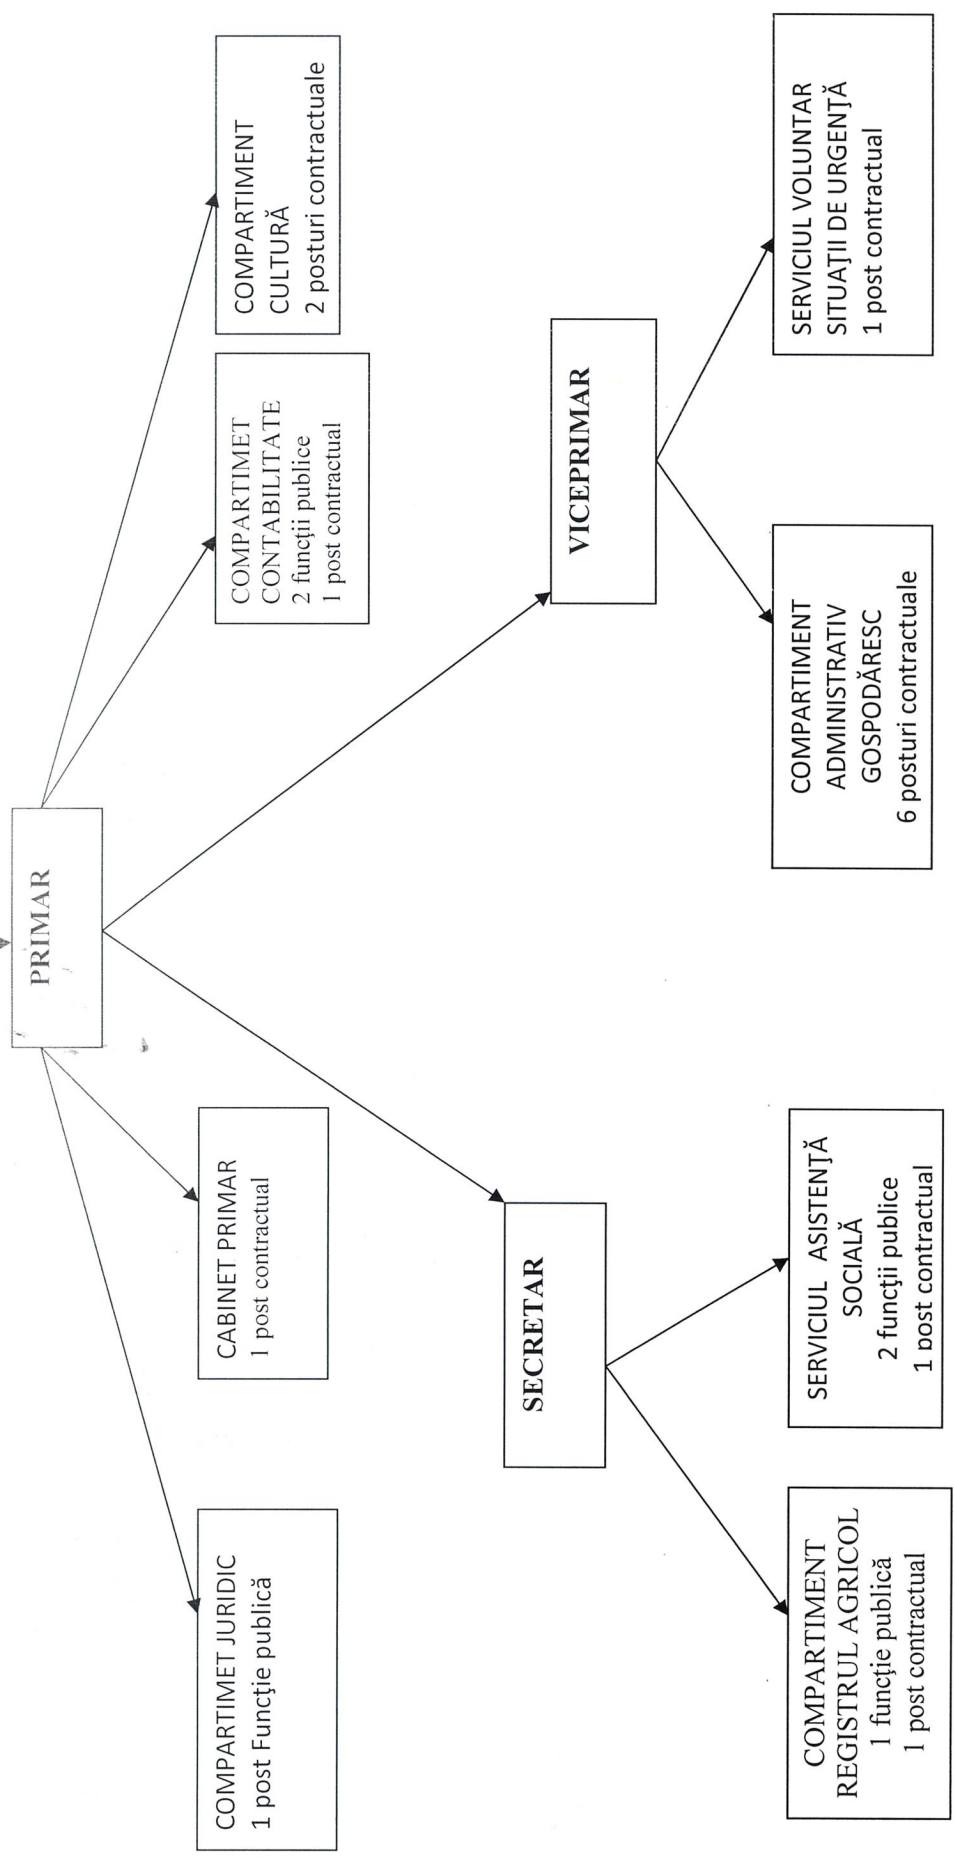 PRIMAR
COMPARTIMET JURIDIC
1 post Funcţie publică
CABINET PRIMAR
1 post contractual
COMPARTIMET
CONTABILITATE
2 funcţii publice
1 post contractual
COMPARTIMENT
CULTURĂ
2 posturi contractuale
SECRETAR
VICEPRIMAR
COMPARTIMENT
REGISTRUL AGRICOL
1 funcţie publică
1 post contractual
SERVICIUL ASISTENŢĂ
SOCIALĂ
2 funcţii publice
1 post contractual
COMPARTIMENT
ADMINISTRATIV
GOSPODĂRESC
6 posturi contractuale
SERVICIUL VOLUNTAR
SITUAŢII DE URGENŢĂ
1 post contractual